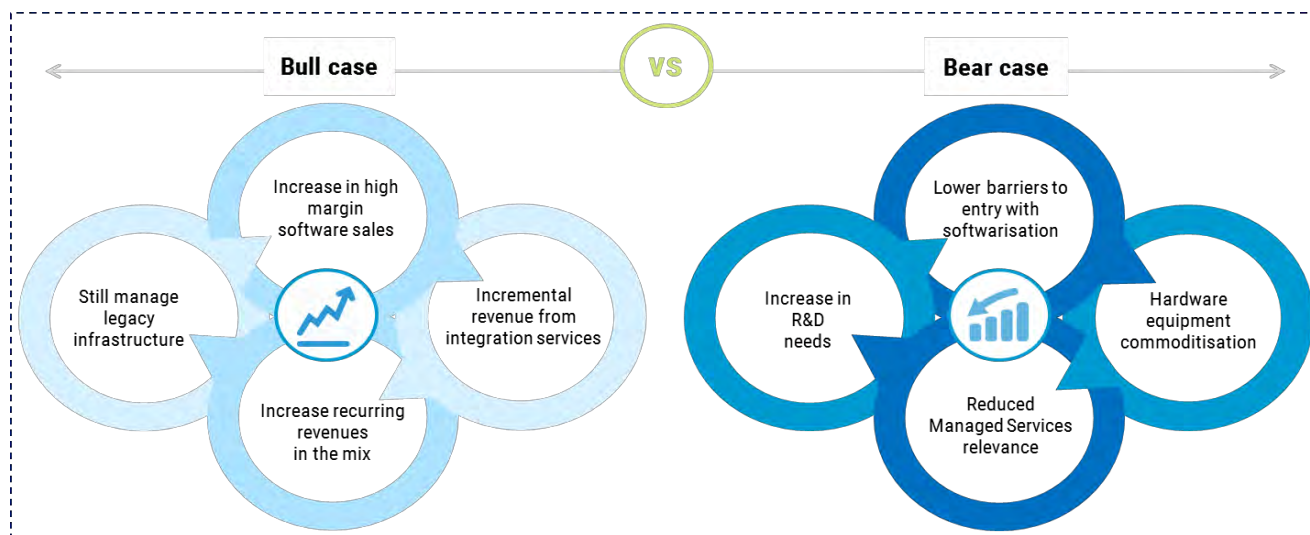 Bull case
VS
Bear case
Increase in high
margin
software sales
Still manage
legacy
infrastructure
Incremental
revenue from
integration services
Increase recurring
revenues
in the mix
Lower barriers to
entry with
softwarisation
Increase in
R&D
needs
Hardware
equipment
commoditisation
Reduced
Managed Services
relevance